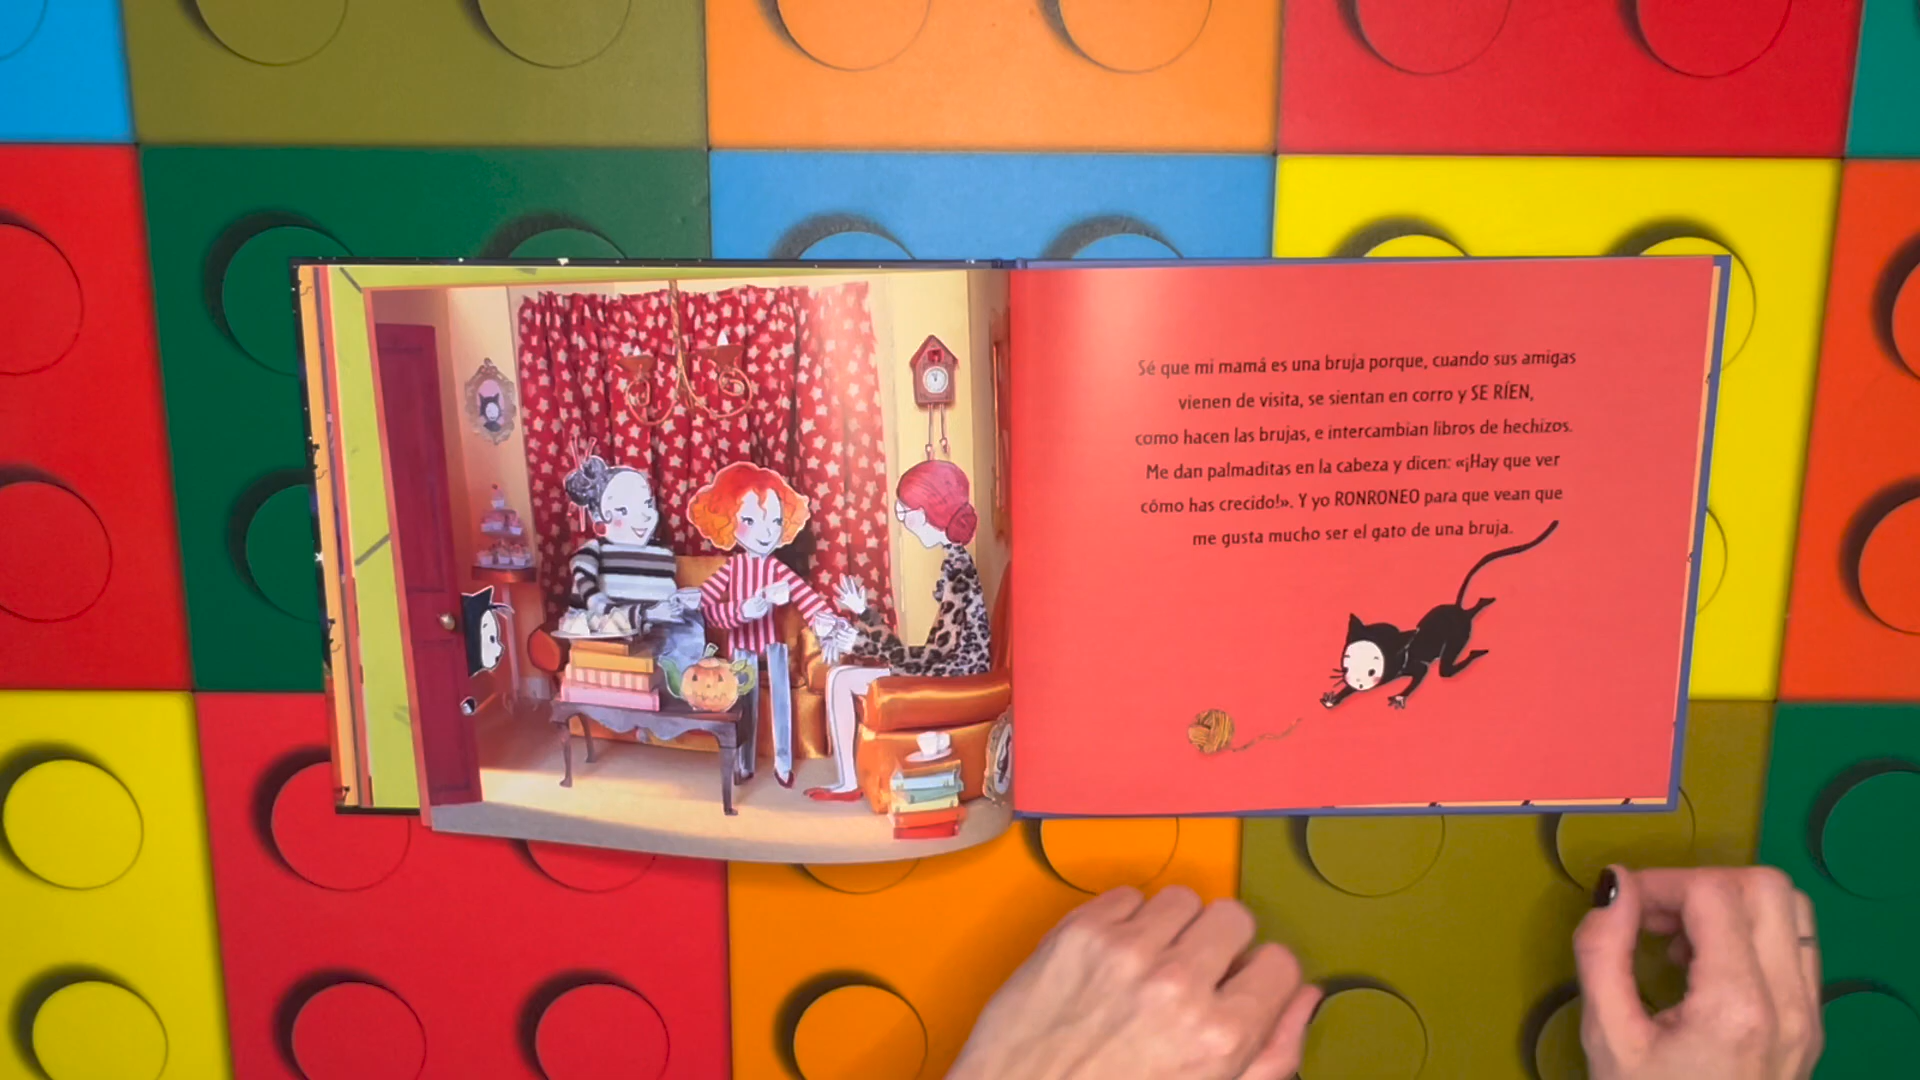 Sé que mi mamá es una bruja porque, cuando sus amigas
vienen de visita, se sientan en corro y SE RÍEN,
como hacen las brujas, e intercambian libros de hechizos.
Me dan palmaditas en la cabeza y dicen: «¡Hay que ver
cómo has crecido!». Y yo RONRONEO para que vean que
me gusta mucho ser el gato de una bruja.